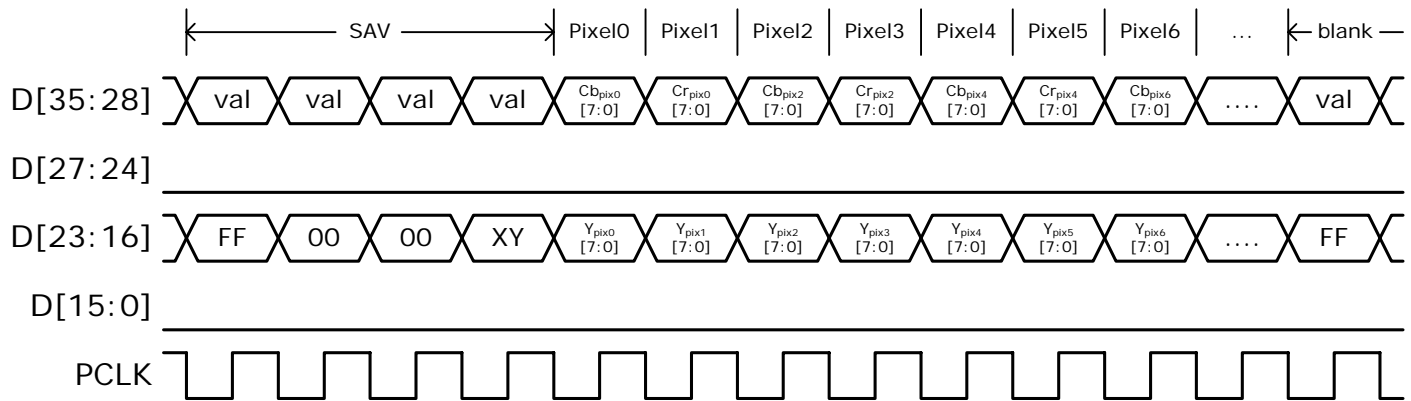 SAV Pixel0 Pixel1 Pixel2 Pixel3 Pixel4 Pixel5 Pixel6 ... blank
D[35:28] val val val val Cbpix0 [7:0] Crpix0 [7:0] Cbpix2 [7:0] Crpix2 [7:0] Cbpix4 [7:0] Crpix4 [7:0] Cbpix6 [7:0] .... val
D[27:24]
D[23:16] FF 00 00 XY Ypix0 [7:0] Ypix1 [7:0] Ypix2 [7:0] Ypix3 [7:0] Ypix4 [7:0] Ypix5 [7:0] Ypix6 [7:0] .... FF
D[15:0]
PCLK